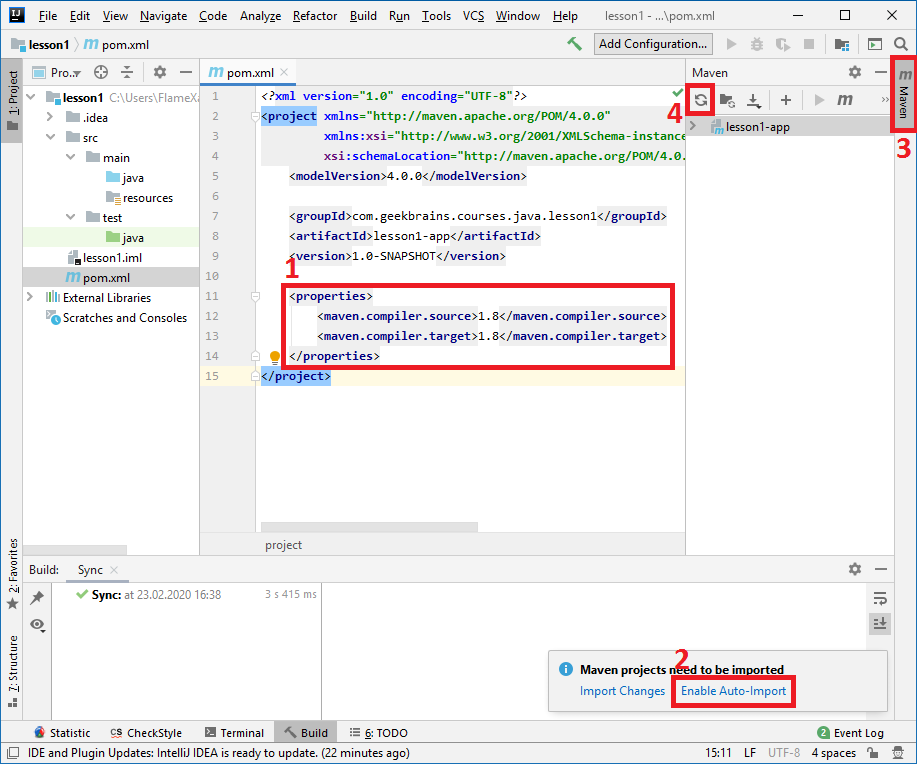 File Edit View Navigate Code Analyze Refactor Build Run Tools VCS Window Help lesson1 - ...\pom.xml
lesson1 pom.xml Add Configuration...
1: Project
Pro...
lesson1 C:\Users\FlameXa
.idea
src
main
java
resources
test
java
lesson1.iml
pom.xml
External Libraries
Scratches and Consoles
pom.xml
1 <?xml version="1.0" encoding="UTF-8"?>
2 <project xmlns="http://maven.apache.org/POM/4.0.0"
3 xmlns:xsi="http://www.w3.org/2001/XMLSchema-instance
4 xsi:schemaLocation="http://maven.apache.org/POM/4.0.
5 <modelVersion>4.0.0</modelVersion>
6
7 <groupId>com.geekbrains.courses.java.lesson1</groupId>
8 <artifactId>lesson1-app</artifactId>
9 <version>1.0-SNAPSHOT</version>
10
1
11 <properties>
12 <maven.compiler.source>1.8</maven.compiler.source>
13 <maven.compiler.target>1.8</maven.compiler.target>
14 </properties>
15 </project>
project
Maven
4
lesson1-app
Maven
3
2: Favorites
7: Structure
Build: Sync
Sync: at 23.02.2020 16:38 3 s 415 ms
2
Maven projects need to be imported
Import Changes Enable Auto-Import
Statistic CheckStyle Terminal Build 6: TODO 2 Event Log
IDE and Plugin Updates: IntelliJ IDEA is ready to update. (22 minutes ago) 15:11 LF UTF-8 4 spaces